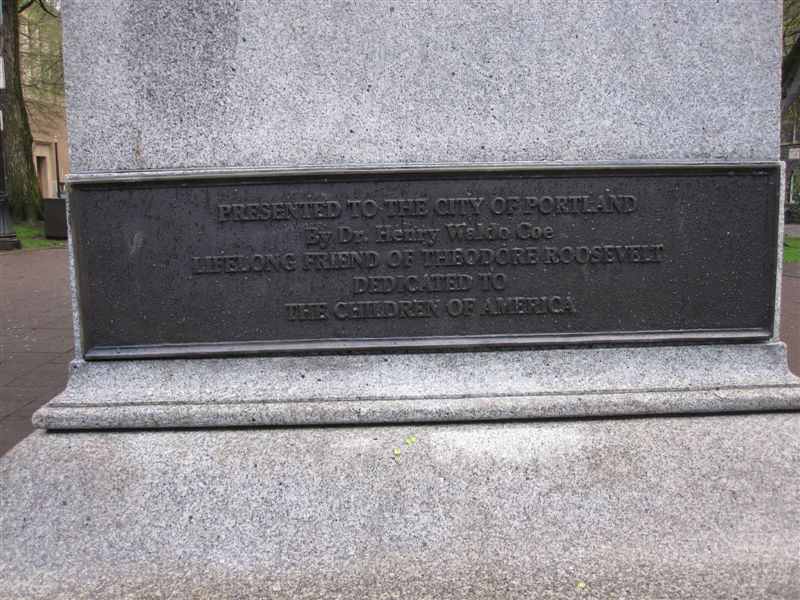 PRESENTED TO THE CITY OF PORTLAND
By Dr. Henry Waldo Coe
LIFELONG FRIEND OF THEODORE ROOSEVELT
DEDICATED TO
THE CHILDREN OF AMERICA